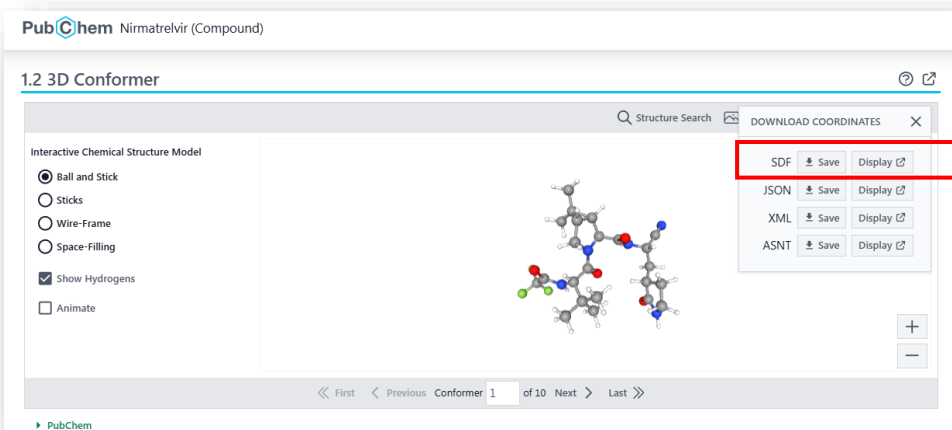 PubChem Nirmatrelvir (Compound)
1.2 3D Conformer
Structure Search
DOWNLOAD COORDINATES
Interactive Chemical Structure Model
Ball and Stick
Sticks
Wire-Frame
Space-Filling
Show Hydrogens
Animate
SDF Save Display
JSON Save Display
XML Save Display
ASNT Save Display
First Previous Conformer 1 of 10 Next Last
PubChem